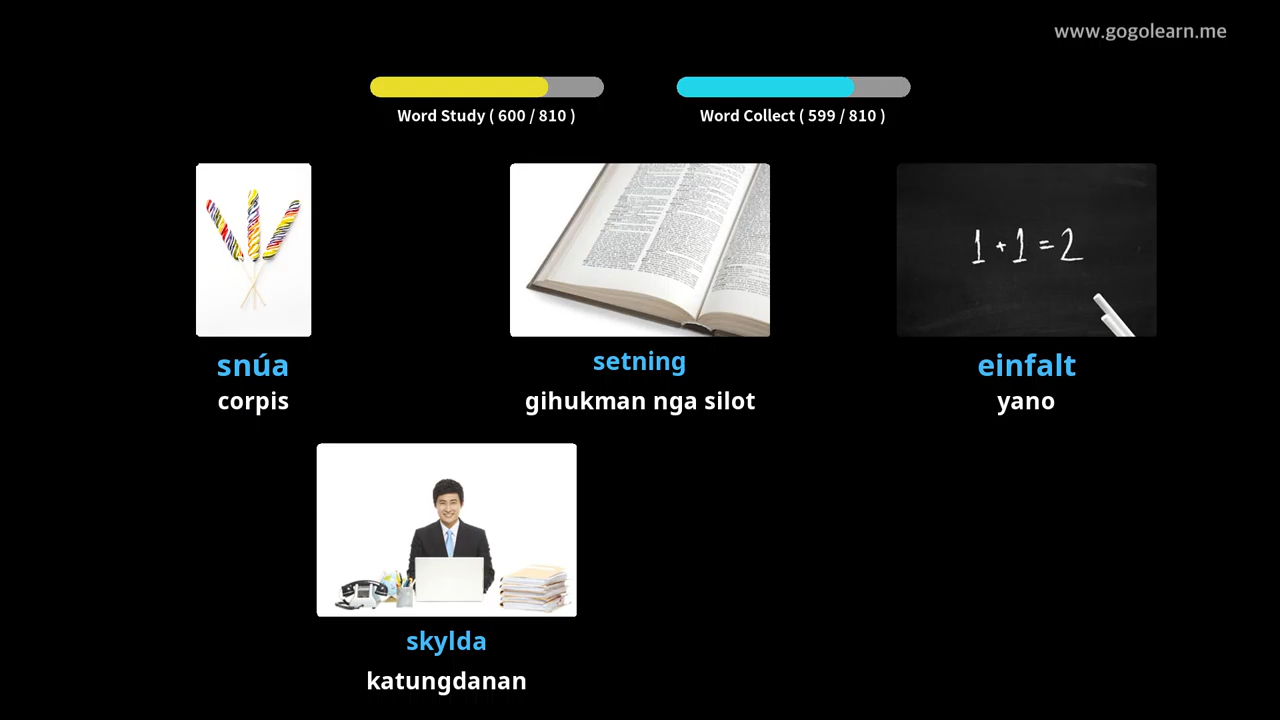 www.gogolearn.me
Word Study ( 600 / 810 )
Word Collect ( 599 / 810 )
1 + 1 = 2
snúa
corpis
setning
gihukman nga silot
einfalt
yano
skylda
katungdanan